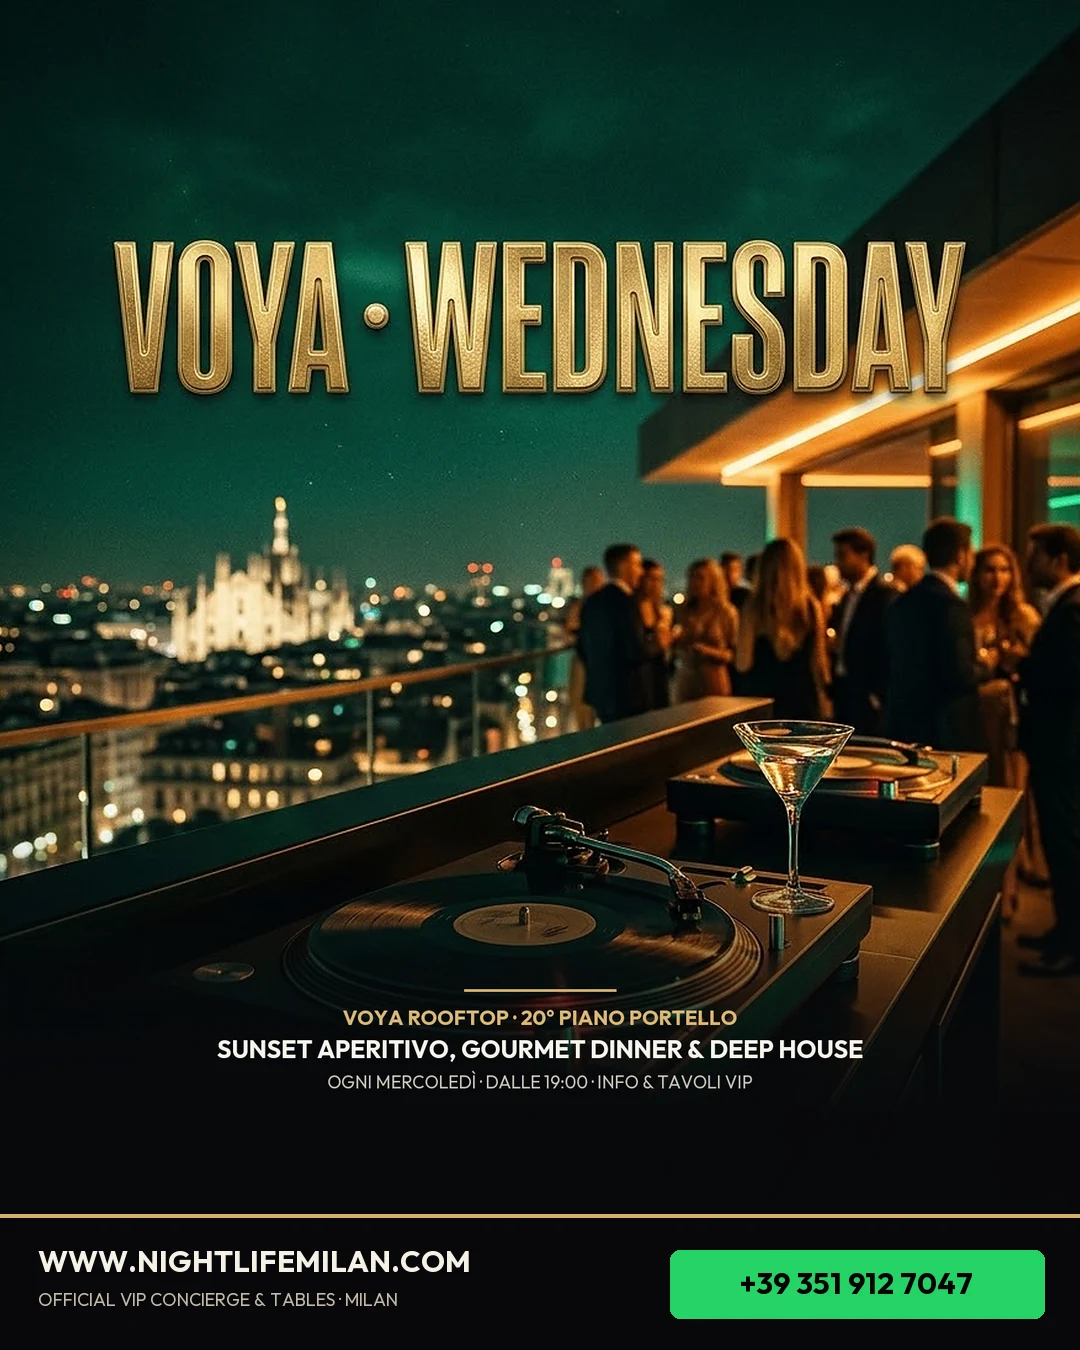 VOYA · WEDNESDAY
VOYA ROOFTOP · 20° PIANO PORTELLO
SUNSET APERITIVO, GOURMET DINNER & DEEP HOUSE
OGNI MERCOLEDÌ · DALLE 19:00 · INFO & TAVOLI VIP
WWW.NIGHTLIFEMILAN.COM
OFFICIAL VIP CONCIERGE & TABLES · MILAN
+39 351 912 7047